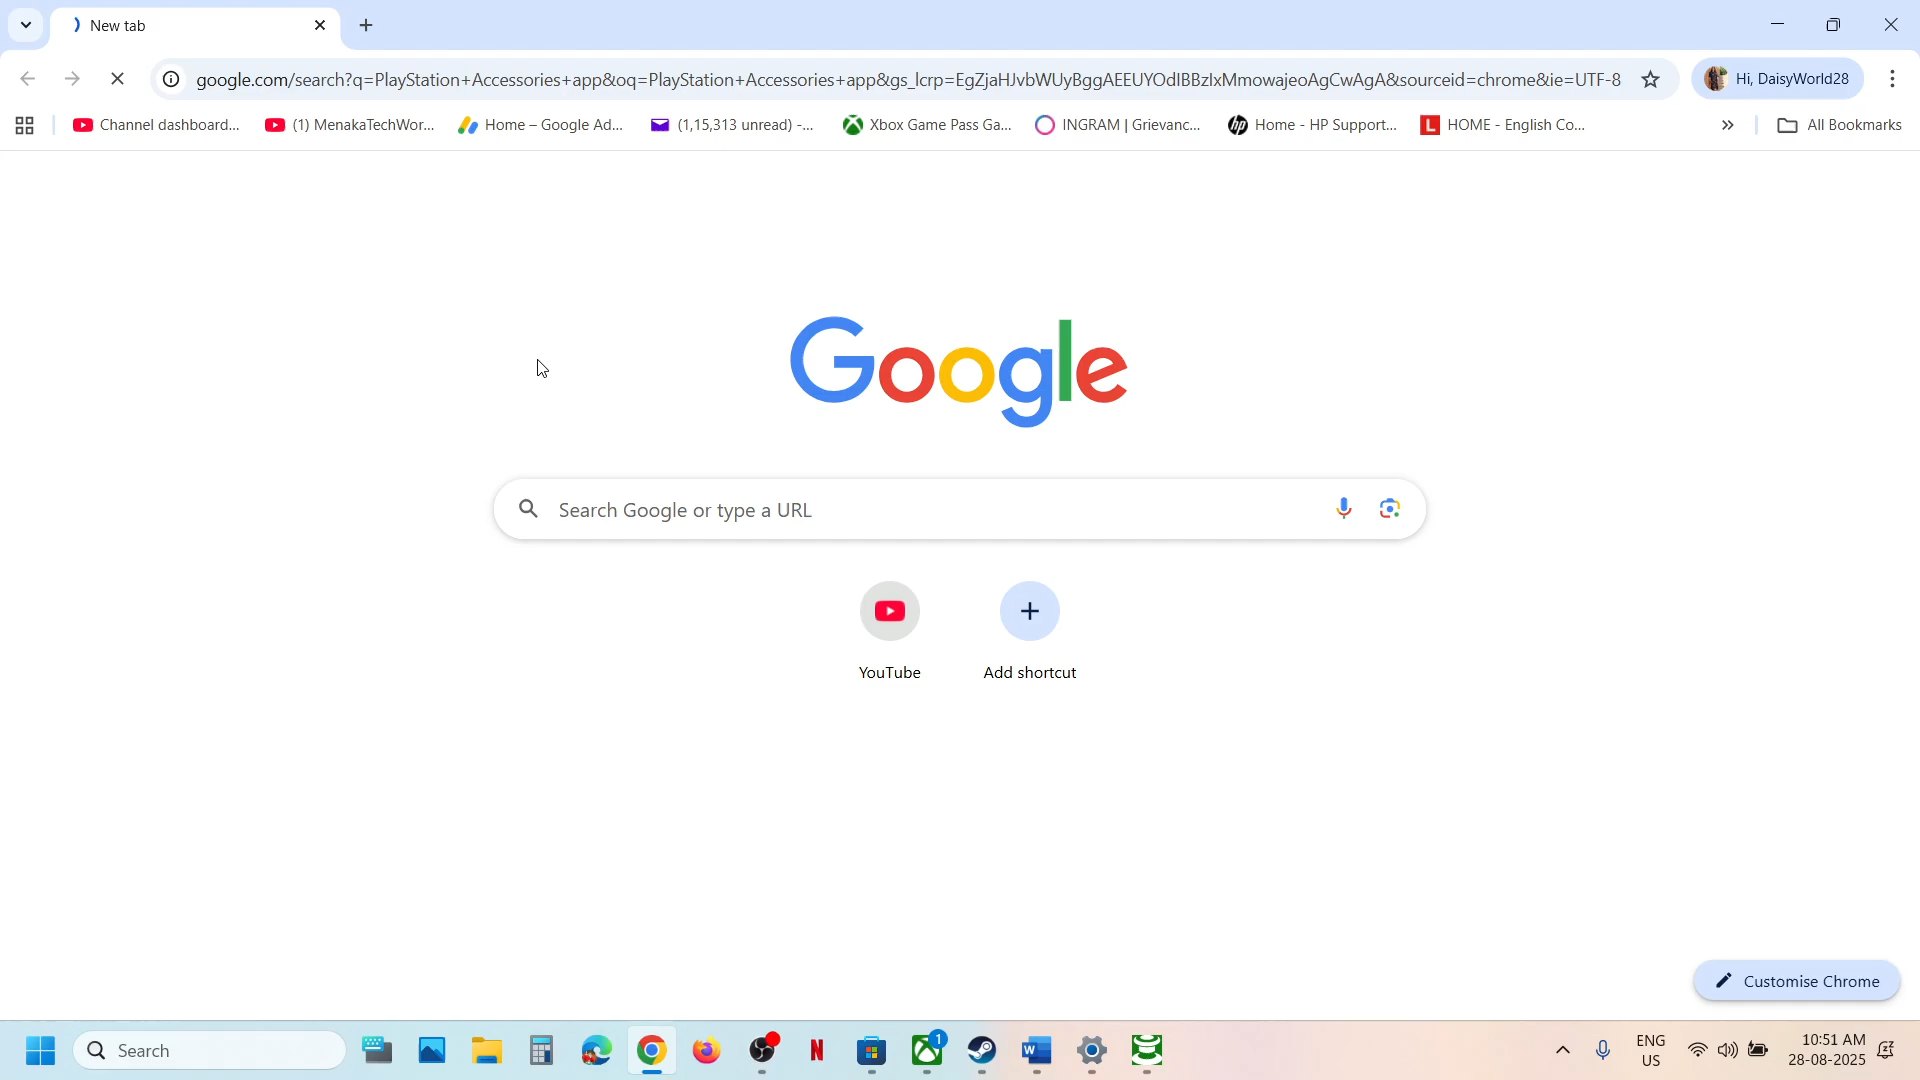 New tab
google.com/search?q=PlayStation+Accessories+app&oq=PlayStation+Accessories+app&gs_lcrp=EgZjaHJvbWUyBggAEEUYOdIBBzIxMmowajeoAgCwAgA&sourceid=chrome&ie=UTF-8
Hi, DaisyWorld28
Channel dashboard...
(1) MenakaTechWor...
Home – Google Ad...
(1,15,313 unread) -...
Xbox Game Pass Ga...
INGRAM | Grievanc...
Home - HP Support...
HOME - English Co...
All Bookmarks
Google
Search Google or type a URL
YouTube
Add shortcut
Customise Chrome
Search
1
ENG
US
10:51 AM
28-08-2025